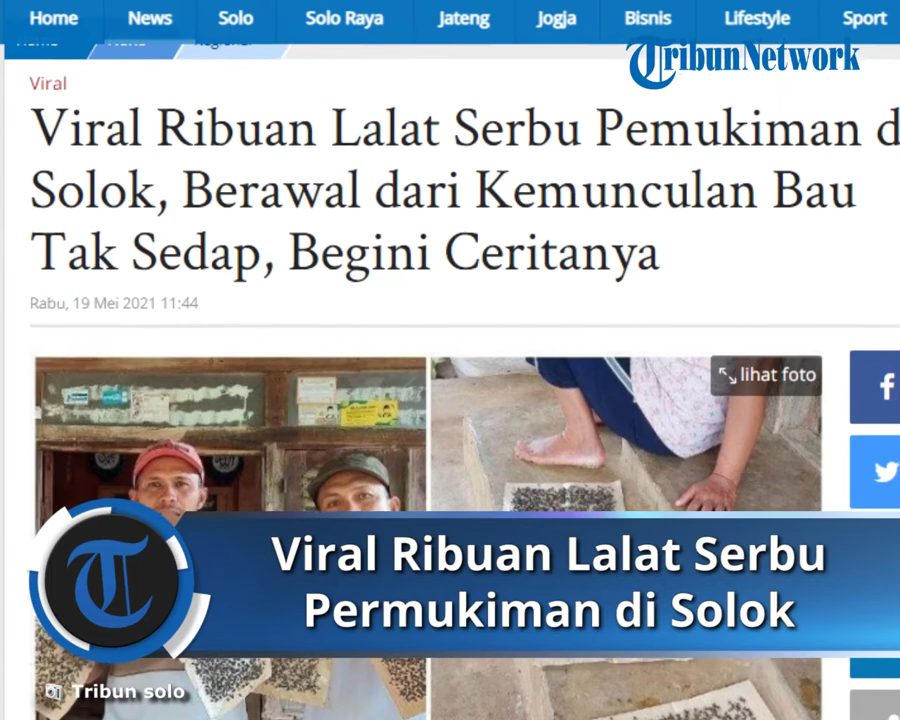 Home News Solo Solo Raya Jateng Jogja Bisnis Lifestyle Sport
TribunNetwork
Viral
Viral Ribuan Lalat Serbu Pemukiman d
Solok, Berawal dari Kemunculan Bau
Tak Sedap, Begini Ceritanya
Rabu, 19 Mei 2021 11:44
lihat foto
Viral Ribuan Lalat Serbu
Permukiman di Solok
Tribun solo